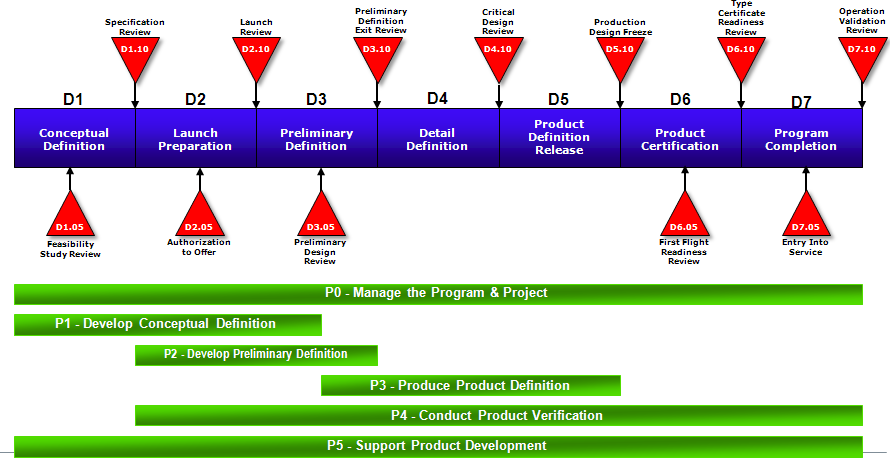 Specification
Review
Launch
Review
Preliminary
Definition
Exit Review
Critical
Design
Review
Production
Design Freeze
Type
Certificate
Readiness
Review
Operation
Validation
Review
D1.10
D2.10
D3.10
D4.10
D5.10
D6.10
D7.10
D1
D2
D3
D4
D5
D6
D7
Conceptual
Definition
Launch
Preparation
Preliminary
Definition
Detail
Definition
Product
Definition
Release
Product
Certification
Program
Completion
D1.05
D2.05
D3.05
D6.05
D7.05
Feasibility
Study Review
Authorization
to Offer
Preliminary
Design
Review
First Flight
Readiness
Review
Entry Into
Service
P0 - Manage the Program & Project
P1 - Develop Conceptual Definition
P2 - Develop Preliminary Definition
P3 - Produce Product Definition
P4 - Conduct Product Verification
P5 - Support Product Development